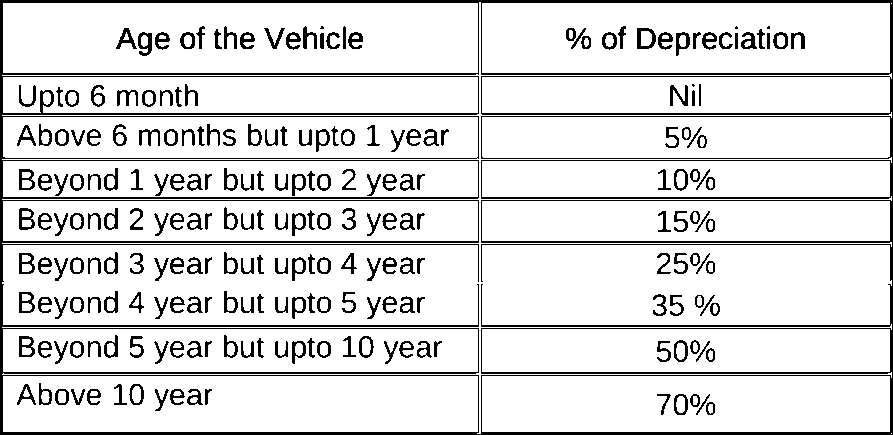 Age of the Vehicle % of Depreciation
Upto 6 month Nil
Above 6 months but upto 1 year 5%
Beyond 1 year but upto 2 year 10%
Beyond 2 year but upto 3 year 15%
Beyond 3 year but upto 4 year 25%
Beyond 4 year but upto 5 year 35 %
Beyond 5 year but upto 10 year 50%
Above 10 year 70%